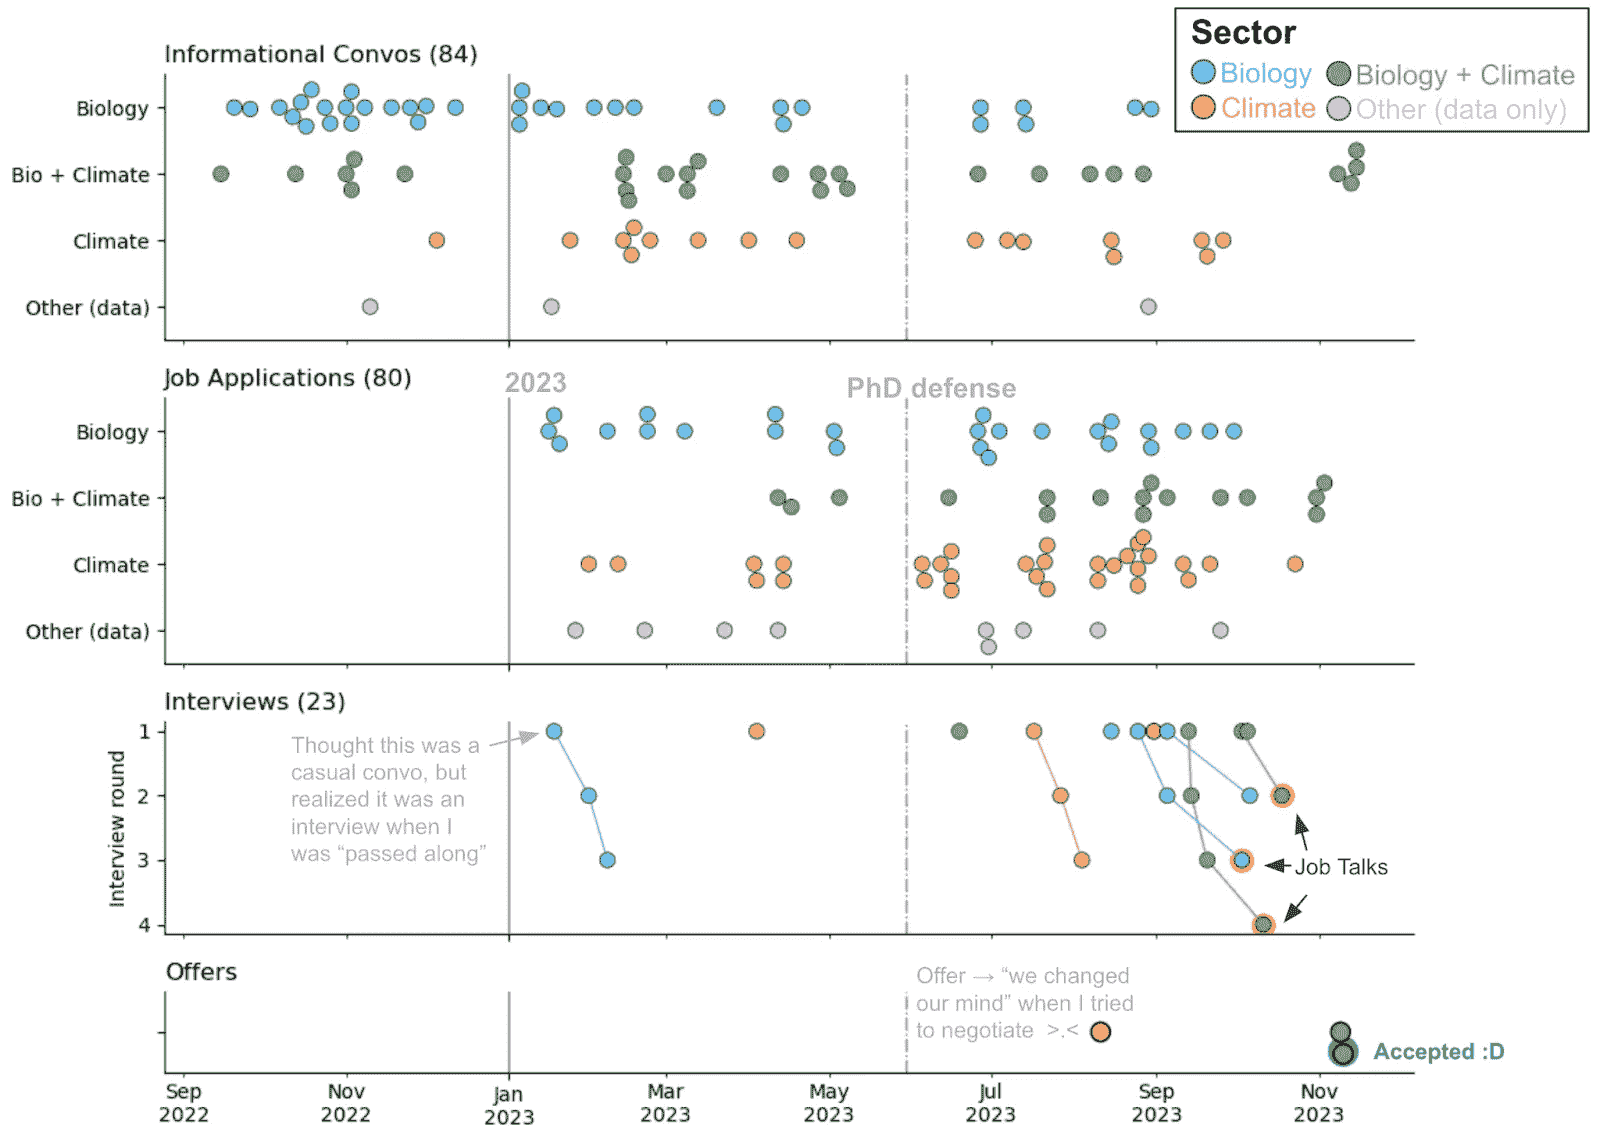 Sector
Biology
Biology + Climate
Climate
Other (data only)
Informational Convos (84)
Biology
Bio + Climate
Climate
Other (data)
Job Applications (80)
2023
PhD defense
Biology
Bio + Climate
Climate
Other (data)
Interviews (23)
Interview round
1
2
3
4
Thought this was a
casual convo, but
realized it was an
interview when I
was “passed along”
Job Talks
Offers
Offer → “we changed
our mind” when I tried
to negotiate >.<
Accepted :D
Sep
2022
Nov
2022
Jan
2023
Mar
2023
May
2023
Jul
2023
Sep
2023
Nov
2023